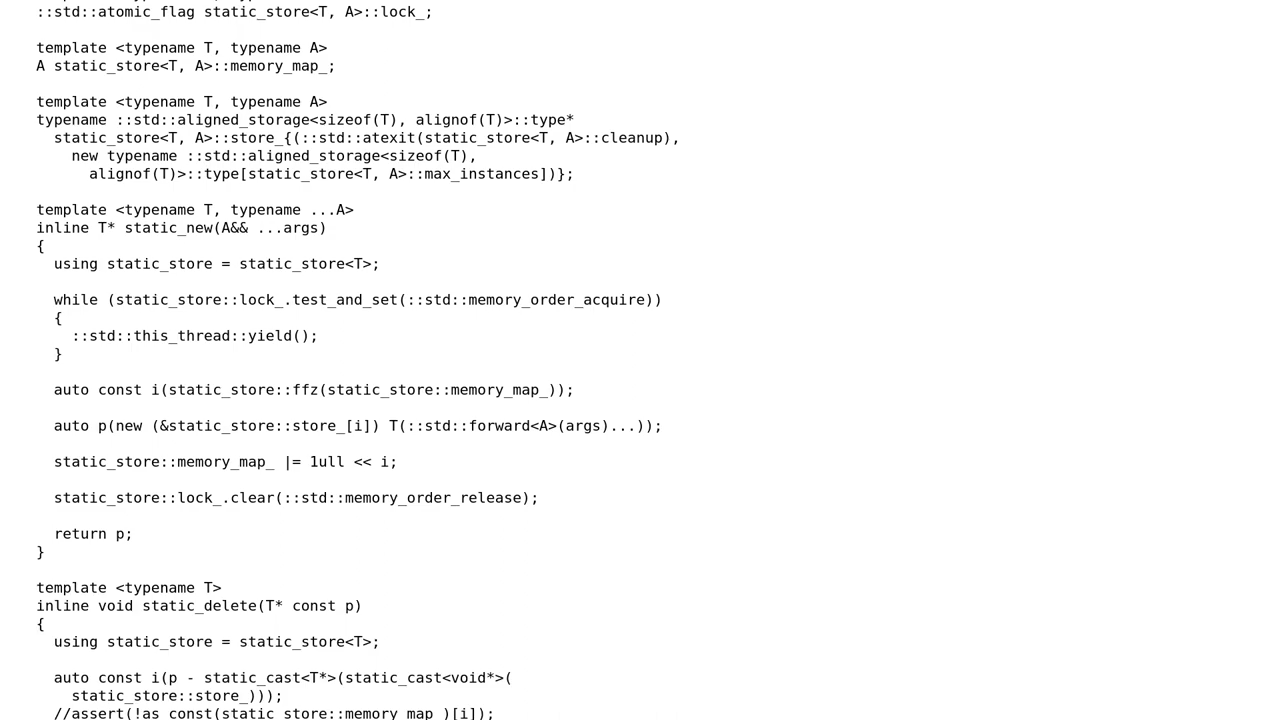 ::std::atomic_flag static_store<T, A>::lock_;
template <typename T, typename A>
A static_store<T, A>::memory_map_;
template <typename T, typename A>
typename ::std::aligned_storage<sizeof(T), alignof(T)>::type*
static_store<T, A>::store_{(::std::atexit(static_store<T, A>::cleanup),
new typename ::std::aligned_storage<sizeof(T),
alignof(T)>::type[static_store<T, A>::max_instances])};
template <typename T, typename ...A>
inline T* static_new(A&& ...args)
{
using static_store = static_store<T>;
while (static_store::lock_.test_and_set(::std::memory_order_acquire))
{
::std::this_thread::yield();
}
auto const i(static_store::ffz(static_store::memory_map_));
auto p(new (&static_store::store_[i]) T(::std::forward<A>(args)...));
static_store::memory_map_ |= 1ull << i;
static_store::lock_.clear(::std::memory_order_release);
return p;
}
template <typename T>
inline void static_delete(T* const p)
{
using static_store = static_store<T>;
auto const i(p - static_cast<T*>(static_cast<void*>(
static_store::store_)));
//assert(!as_const(static_store::memory_map_)[i]);